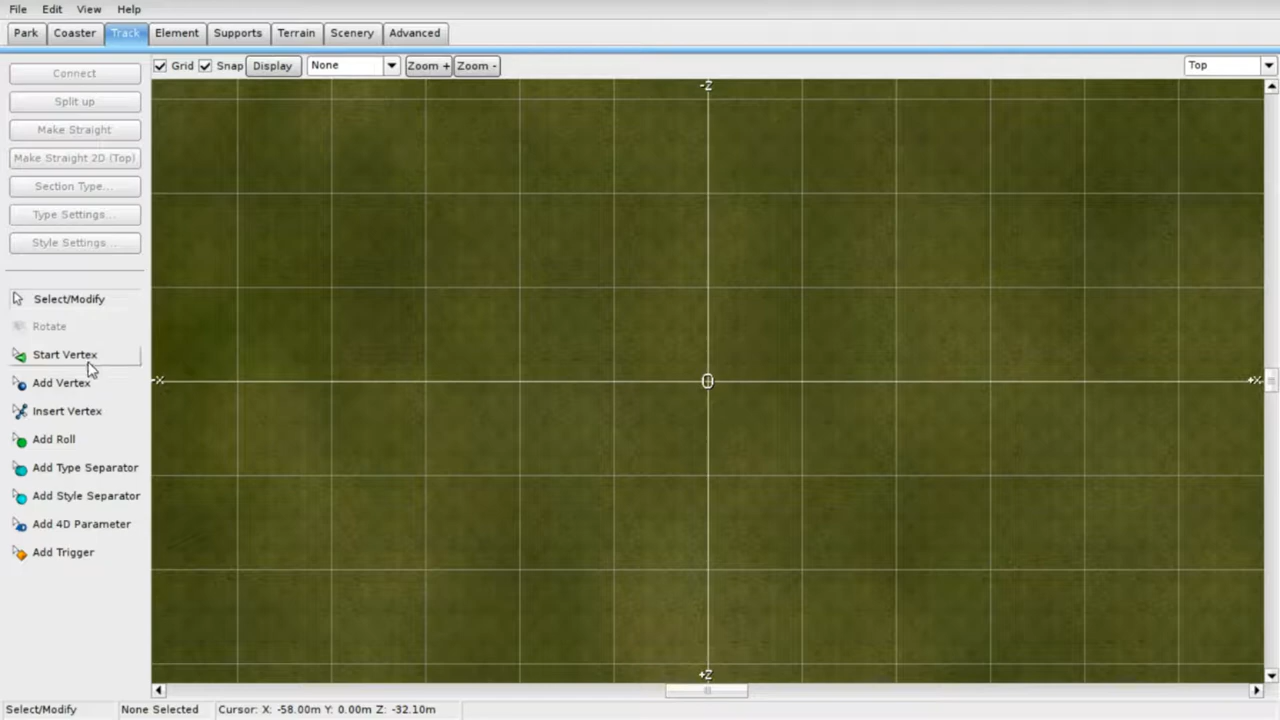 File Edit View Help
Park Coaster Track Element Supports Terrain Scenery Advanced
Grid Snap Display None Zoom + Zoom - Top
Connect
Split up
Make Straight
Make Straight 2D (Top)
Section Type...
Type Settings...
Style Settings...
Select/Modify
Rotate
Start Vertex
Add Vertex
Insert Vertex
Add Roll
Add Type Separator
Add Style Separator
Add 4D Parameter
Add Trigger
-Z
-X 0 +X
+Z
Select/Modify None Selected Cursor: X: -58.00m Y: 0.00m Z: -32.10m